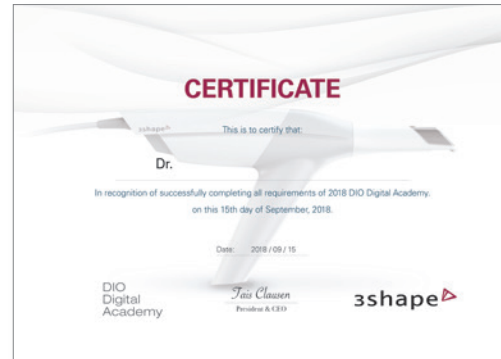 CERTIFICATE
3shape
This is to certify that:
Dr.
In recognition of successfully completing all requirements of 2018 DIO Digital Academy.
on this 15th day of September, 2018.
Date: 2018 / 09 / 15
DIO
Digital
Academy
Tais Clausen
President & CEO
3shape